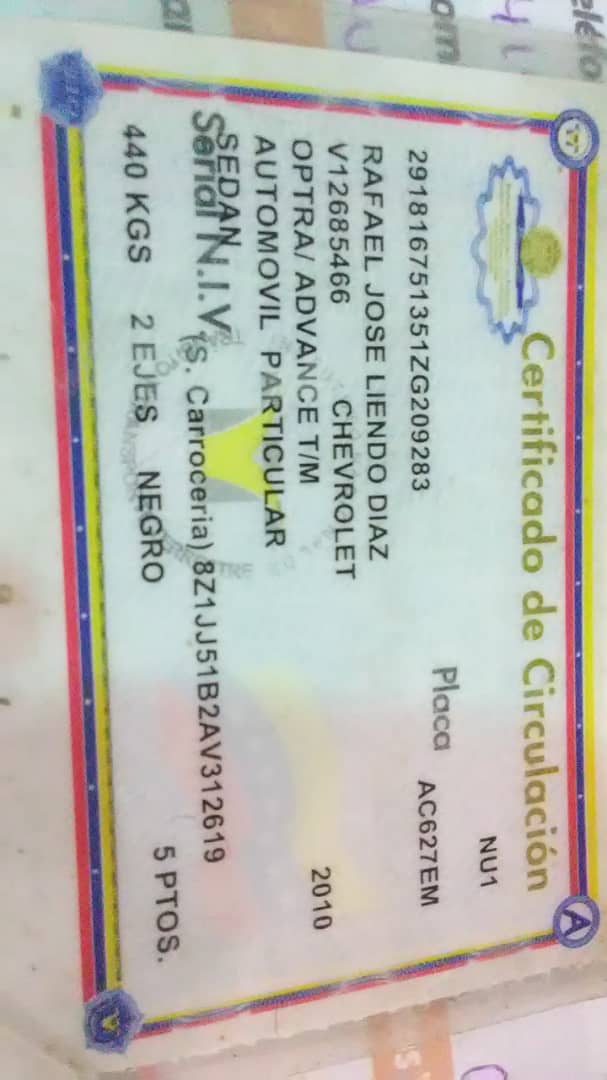 Certificado de Circulación
NU1
Placa AC627EM
291816751351ZG209283
RAFAEL JOSE LIENDO DIAZ
V12685466 CHEVROLET 2010
OPTRA/ ADVANCE T/M
AUTOMOVIL PARTICULAR
SEDAN
Serial N.I.V (S. Carroceria) 8Z1JJ51B2AV312619
5 PTOS.
440 KGS 2 EJES NEGRO